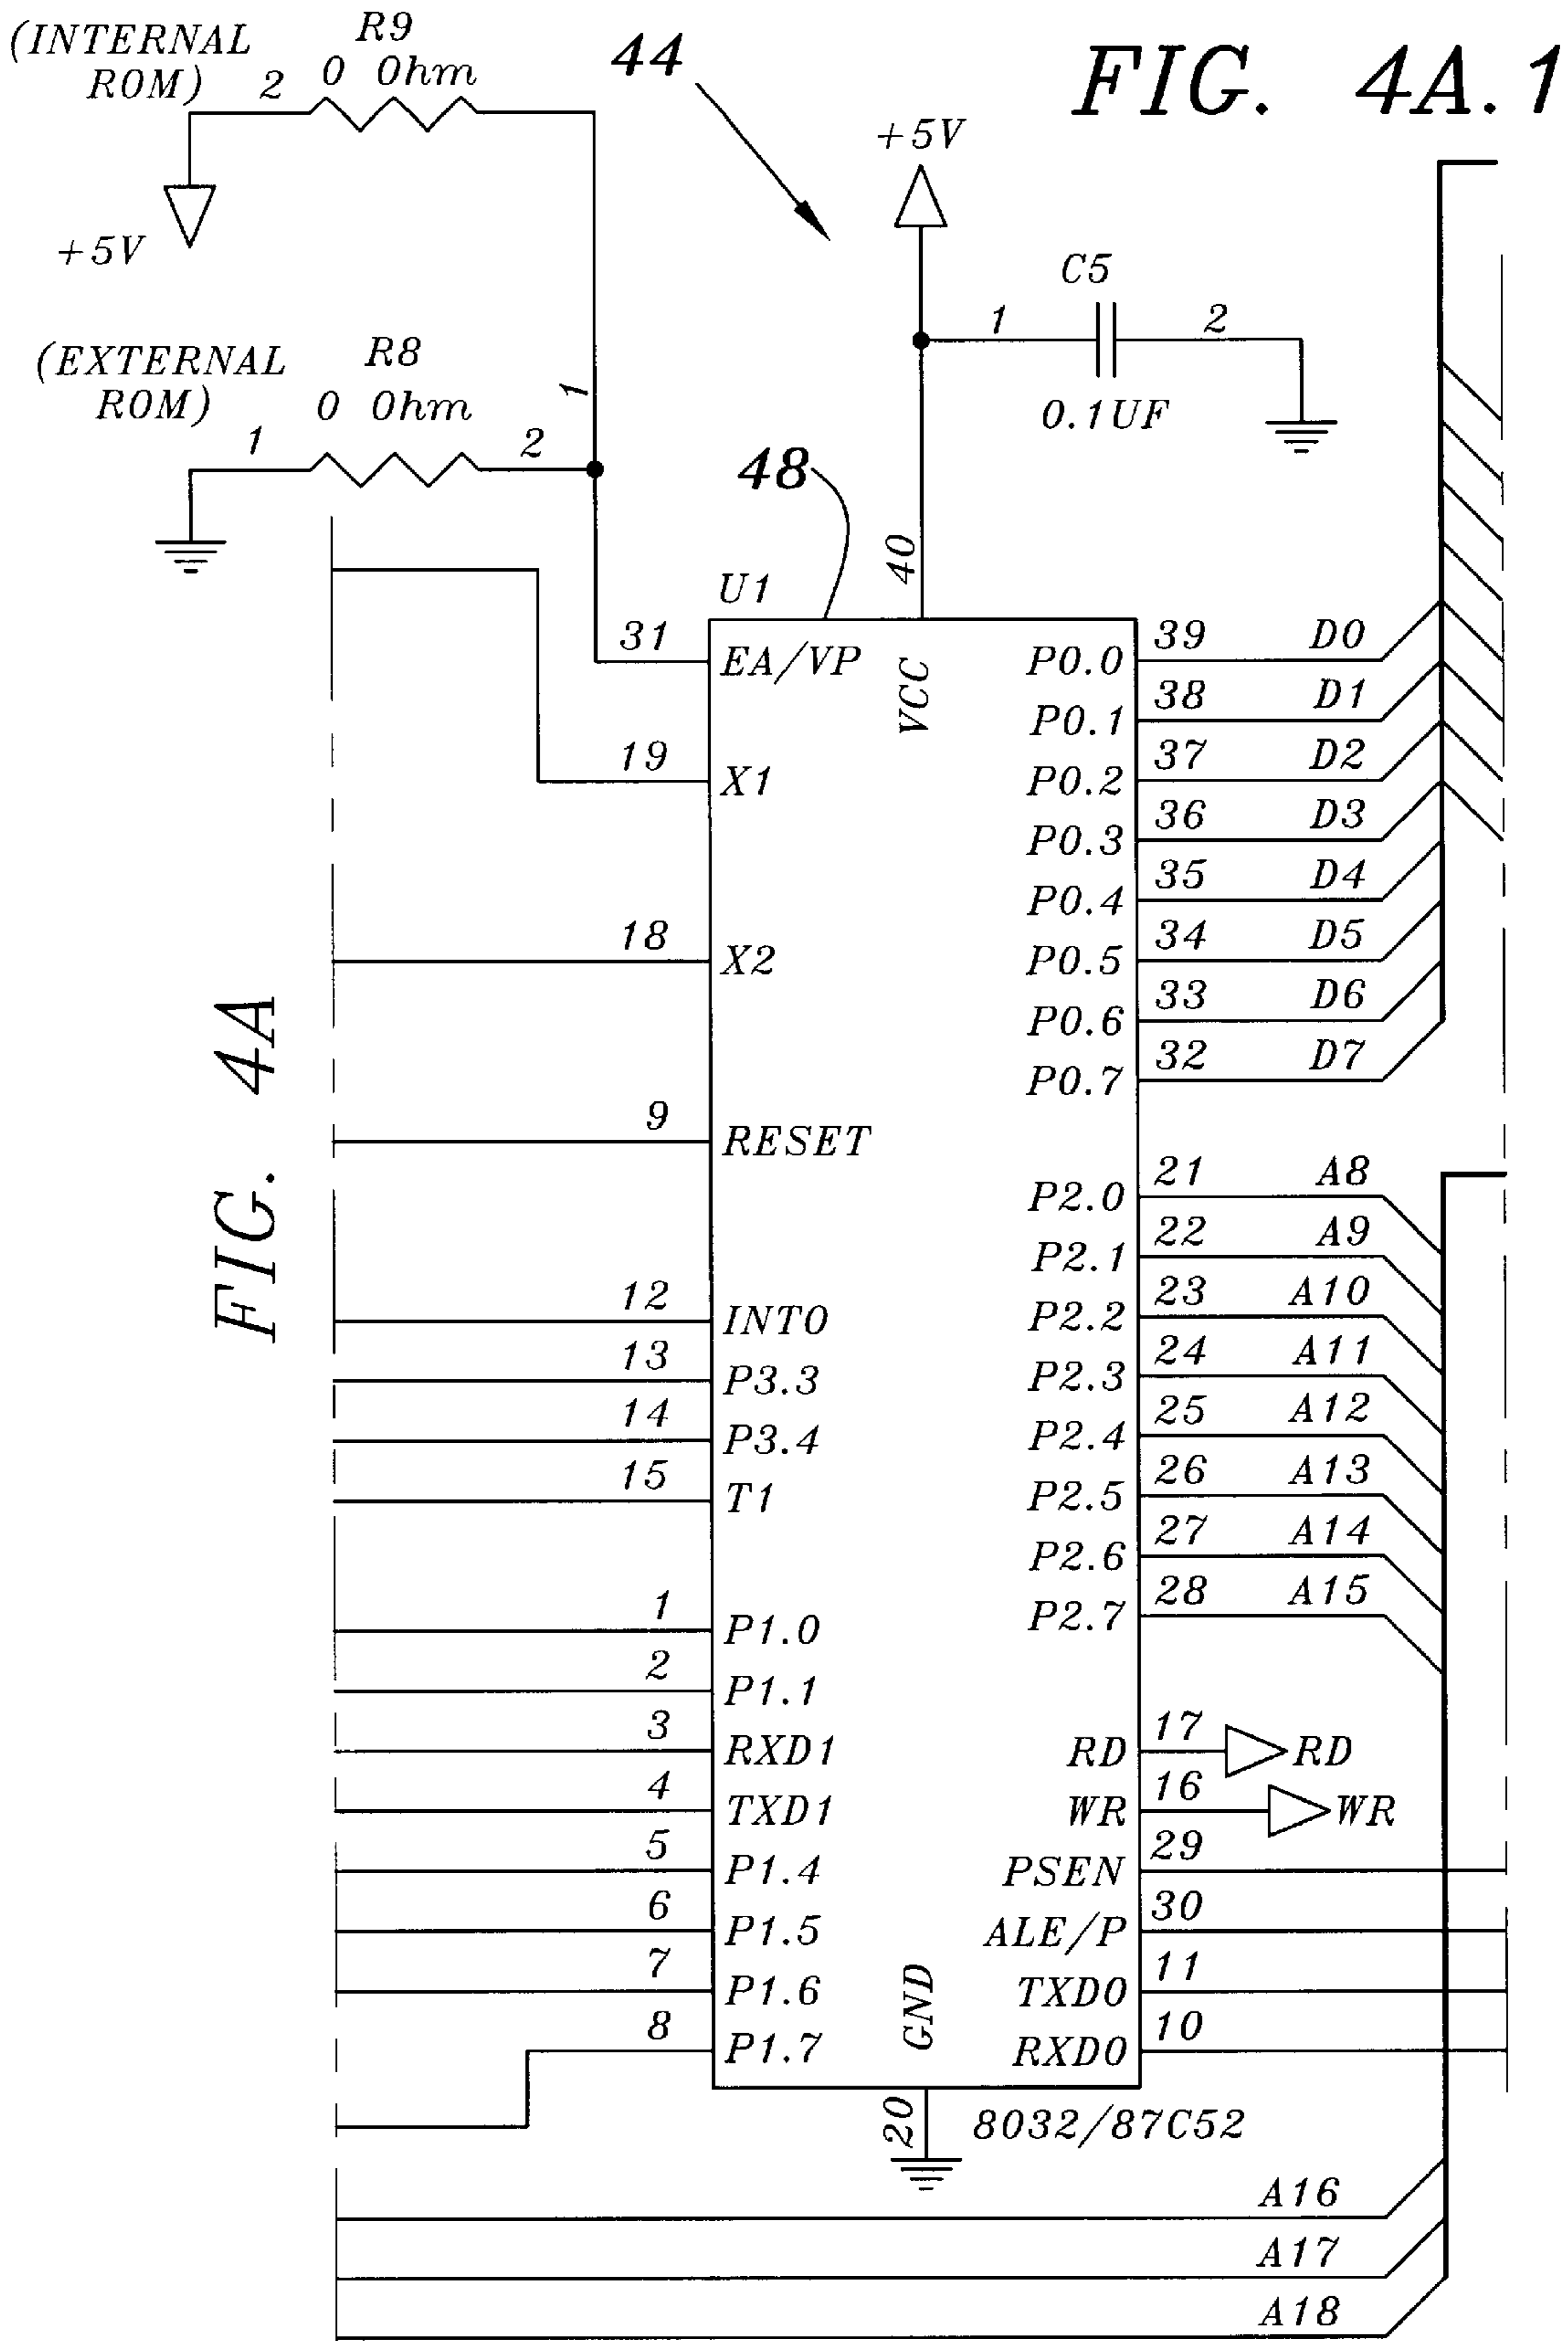 FIG. 4A.1
44
(INTERNAL
ROM)
R9
0 Ohm
2
+5V
+5V
C5
1
2
0.1UF
(EXTERNAL
ROM)
R8
0 Ohm
1
2
1
48
40
U1
31 EA/VP
VCC
19 X1
18 X2
9 RESET
12 INTO
13 P3.3
14 P3.4
15 T1
1 P1.0
2 P1.1
3 RXD1
4 TXD1
5 P1.4
6 P1.5
7 P1.6
8 P1.7
P0.0 39 D0
P0.1 38 D1
P0.2 37 D2
P0.3 36 D3
P0.4 35 D4
P0.5 34 D5
P0.6 33 D6
P0.7 32 D7
P2.0 21 A8
P2.1 22 A9
P2.2 23 A10
P2.3 24 A11
P2.4 25 A12
P2.5 26 A13
P2.6 27 A14
P2.7 28 A15
RD 17 RD
WR 16 WR
PSEN 29
ALE/P 30
TXD0 11
RXD0 10
GND
20
8032/87C52
A16
A17
A18
FIG. 4A